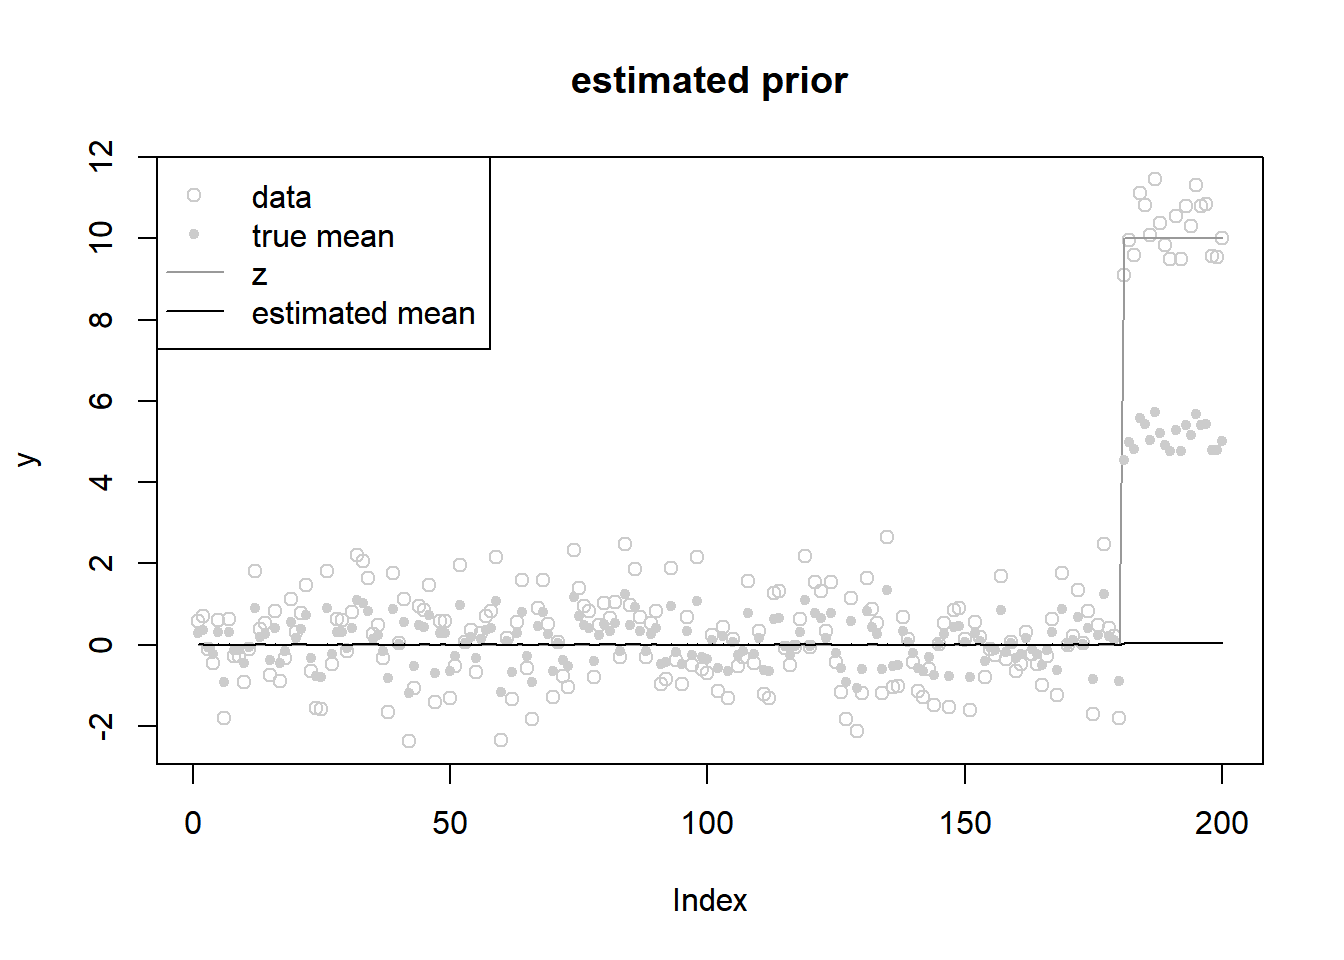 estimated prior
data
true mean
z
estimated mean
12
10
8
6
4
2
0
-2
y
0 50 100 150 200
Index